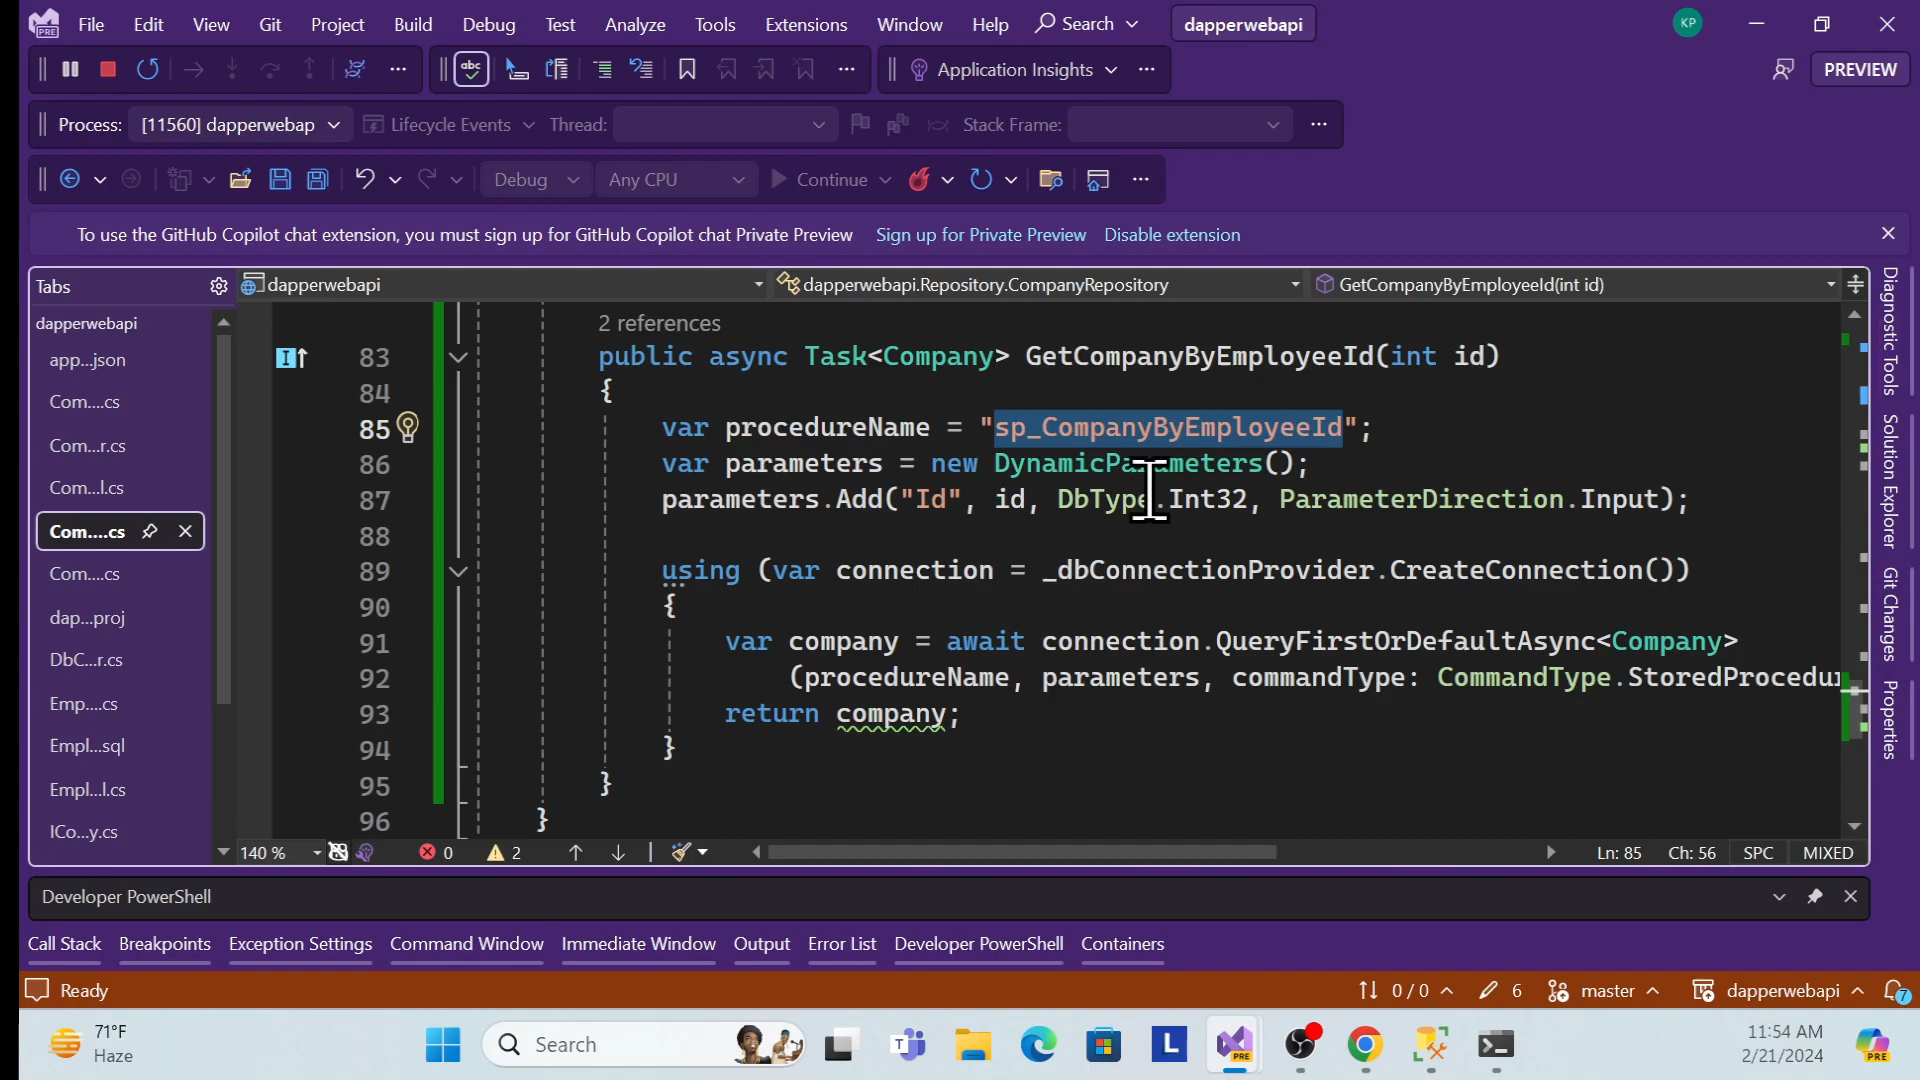 File Edit View Git Project Build Debug Test Analyze Tools Extensions Window Help Search dapperwebapi KP
abc Application Insights PREVIEW
Process: [11560] dapperwebap Lifecycle Events Thread: Stack Frame:
Debug Any CPU Continue
To use the GitHub Copilot chat extension, you must sign up for GitHub Copilot chat Private Preview Sign up for Private Preview Disable extension
Tabs
dapperwebapi
app...json
Com....cs
Com...r.cs
Com...l.cs
Com....cs
Com....cs
dap...proj
DbC...r.cs
Emp....cs
Empl...sql
Empl...l.cs
ICo...y.cs
dapperwebapi dapperwebapi.Repository.CompanyRepository GetCompanyByEmployeeId(int id)
2 references
83 public async Task<Company> GetCompanyByEmployeeId(int id)
84 {
85 var procedureName = "sp_CompanyByEmployeeId";
86 var parameters = new DynamicParameters();
87 parameters.Add("Id", id, DbType.Int32, ParameterDirection.Input);
88
89 using (var connection = _dbConnectionProvider.CreateConnection())
90 {
91 var company = await connection.QueryFirstOrDefaultAsync<Company>
92 (procedureName, parameters, commandType: CommandType.StoredProcedu
93 return company;
94 }
95 }
96 }
140 % 0 2 Ln: 85 Ch: 56 SPC MIXED
Diagnostic Tools
Solution Explorer
Git Changes
Properties
Developer PowerShell
Call Stack Breakpoints Exception Settings Command Window Immediate Window Output Error List Developer PowerShell Containers
Ready 0 / 0 6 master dapperwebapi 7
71°F
Haze
Search
T
L
PRE
11:54 AM
2/21/2024
PRE